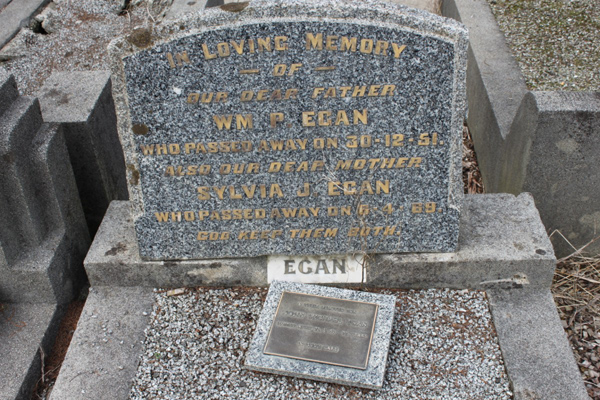 In Loving Memory
— OF —
OUR DEAR FATHER
WM P. EGAN
WHO PASSED AWAY ON 30-12-51.
ALSO OUR DEAR MOTHER
SYLVIA J. EGAN
WHO PASSED AWAY ON 6-4-69.
GOD KEEP THEM BOTH.
EGAN